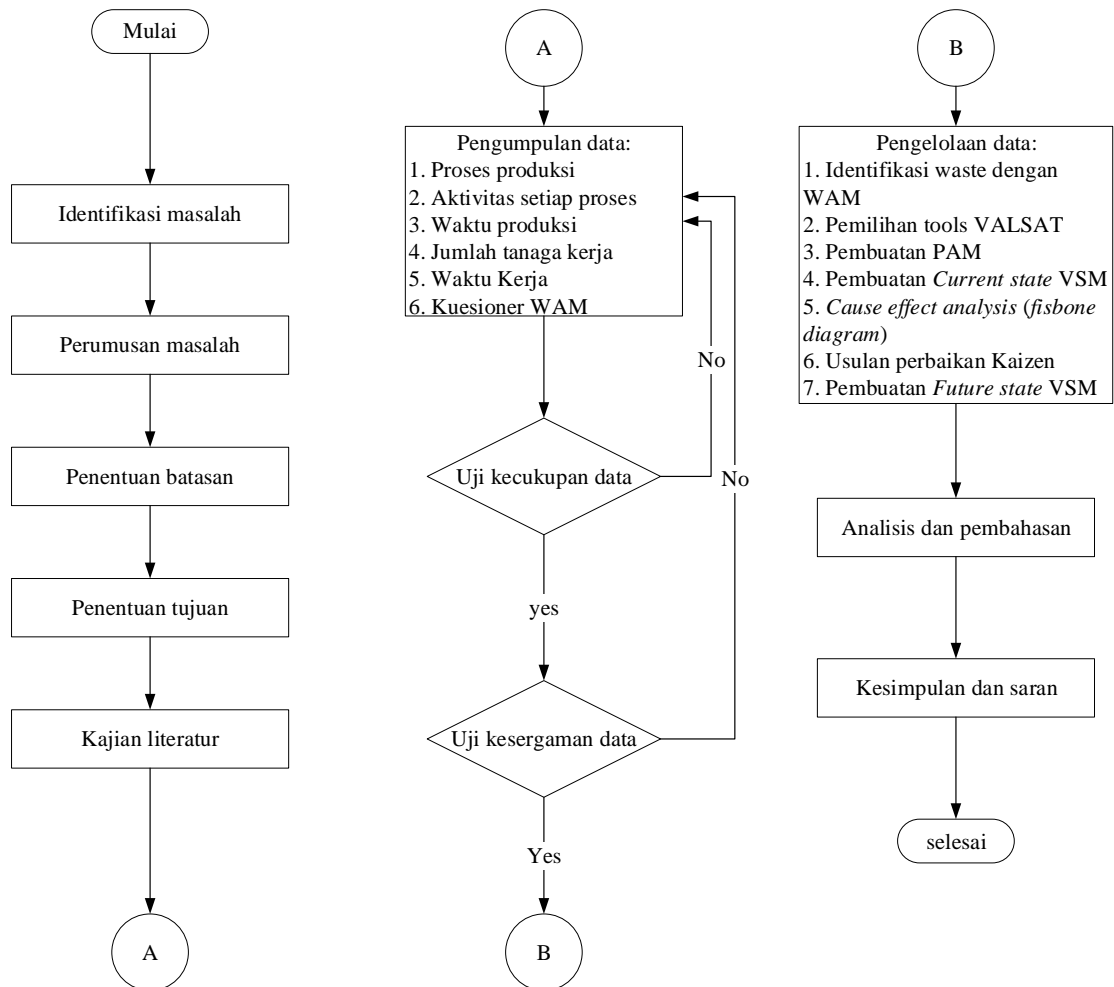 Mulai
Identifikasi masalah
Perumusan masalah
Penentuan batasan
Penentuan tujuan
Kajian literatur
A
A
Pengumpulan data:
1. Proses produksi
2. Aktivitas setiap proses
3. Waktu produksi
4. Jumlah tanaga kerja
5. Waktu Kerja
6. Kuesioner WAM
No
Uji kecukupan data
No
yes
Uji kesergaman data
Yes
B
B
Pengelolaan data:
1. Identifikasi waste dengan
WAM
2. Pemilihan tools VALSAT
3. Pembuatan PAM
4. Pembuatan Current state VSM
5. Cause effect analysis (fisbone
diagram)
6. Usulan perbaikan Kaizen
7. Pembuatan Future state VSM
Analisis dan pembahasan
Kesimpulan dan saran
selesai